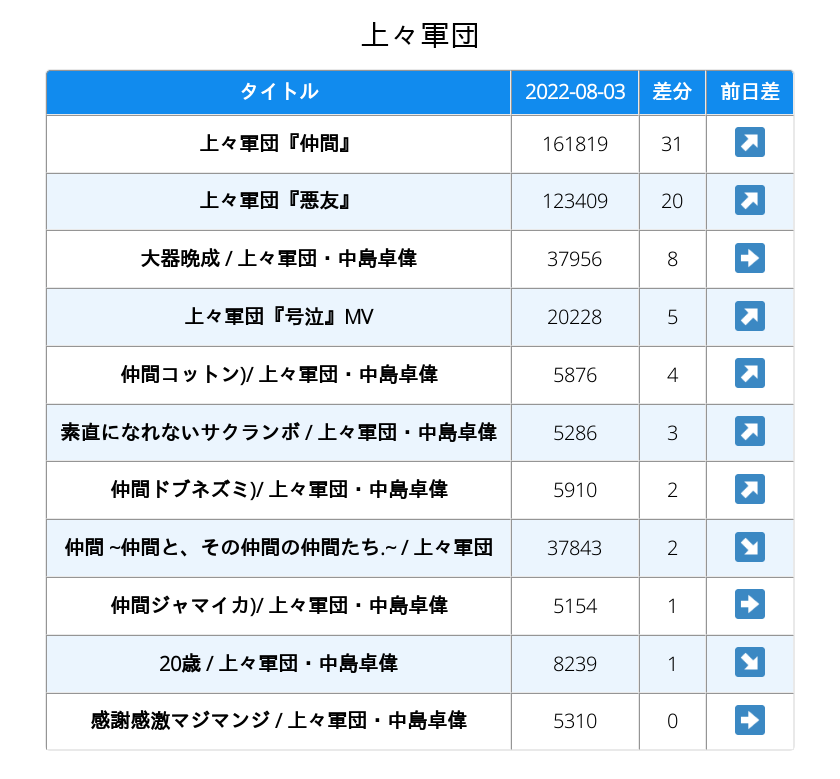 上々軍団
タイトル 2022-08-03 差分 前日差
上々軍団『仲間』 161819 31 ↗
上々軍団『悪友』 123409 20 ↗
大器晩成 / 上々軍団・中島卓偉 37956 8 ➡
上々軍団『号泣』MV 20228 5 ↗
仲間コットン)/ 上々軍団・中島卓偉 5876 4 ↗
素直になれないサクランボ / 上々軍団・中島卓偉 5286 3 ↗
仲間ドブネズミ)/ 上々軍団・中島卓偉 5910 2 ↗
仲間 ~仲間と、その仲間の仲間たち.~ / 上々軍団 37843 2 ↘
仲間ジャマイカ)/ 上々軍団・中島卓偉 5154 1 ➡
20歳 / 上々軍団・中島卓偉 8239 1 ↘
感謝感激マジマンジ / 上々軍団・中島卓偉 5310 0 ➡